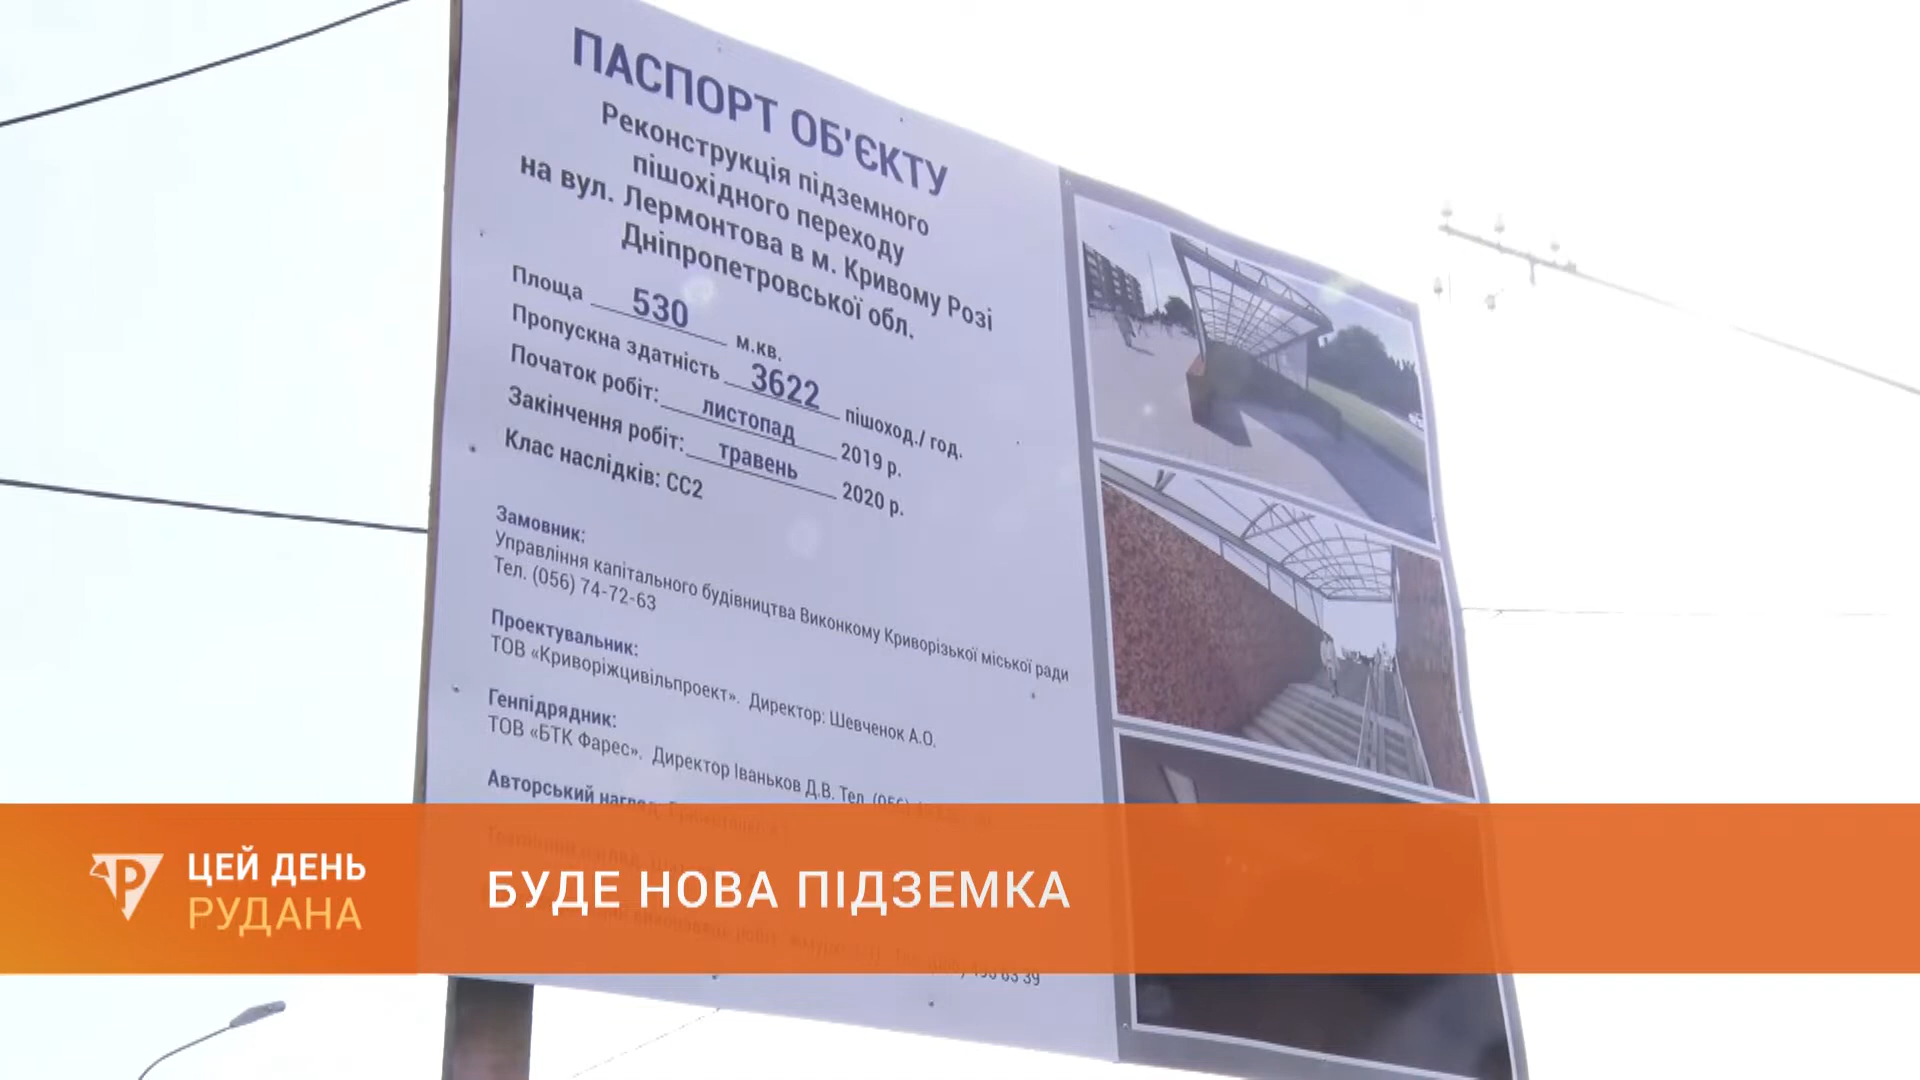 ПАСПОРТ ОБ'ЄКТУ
Реконструкція підземного
пішохідного переходу
на вул. Лермонтова в м. Кривому Розі
Дніпропетровської обл.
Площа 530 м.кв.
Пропускна здатність 3622 пішоход./ год.
Початок робіт: листопад 2019 р.
Закінчення робіт: травень 2020 р.
Клас наслідків: СС2
Замовник:
Управління капітального будівництва Виконкому Криворізької міської ради
Тел. (056) 74-72-63
Проектувальник:
ТОВ «Криворіжцивільпроект». Директор: Шевченок А.О.
Генпідрядник:
ТОВ «БТК Фарес». Директор Іваньков Д.В. Тел. (056)
Авторський нагляд:
ЦЕЙ ДЕНЬ
РУДАНА
БУДЕ НОВА ПІДЗЕМКА